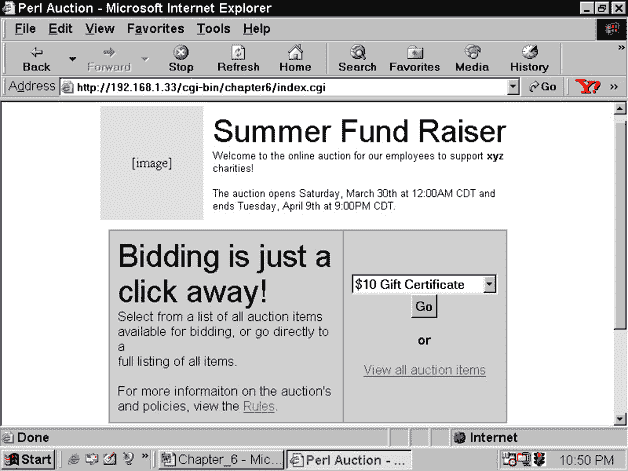 Perl Auction - Microsoft Internet Explorer
File Edit View Favorites Tools Help
Back Forward Stop Refresh Home Search Favorites Media History »
Address http://192.168.1.33/cgi-bin/chapter6/index.cgi Go Y! »
[image]
Summer Fund Raiser
Welcome to the online auction for our employees to support xyz
charities!
The auction opens Saturday, March 30th at 12:00AM CDT and
ends Tuesday, April 9th at 9:00PM CDT.
Bidding is just a
click away!
Select from a list of all auction items
available for bidding, or go directly to
a
full listing of all items.
For more informaiton on the auction's
and policies, view the Rules.
$10 Gift Certificate
Go
or
View all auction items
Done Internet
Start » Chapter_6 - Mic... Perl Auction - ... 10:50 PM